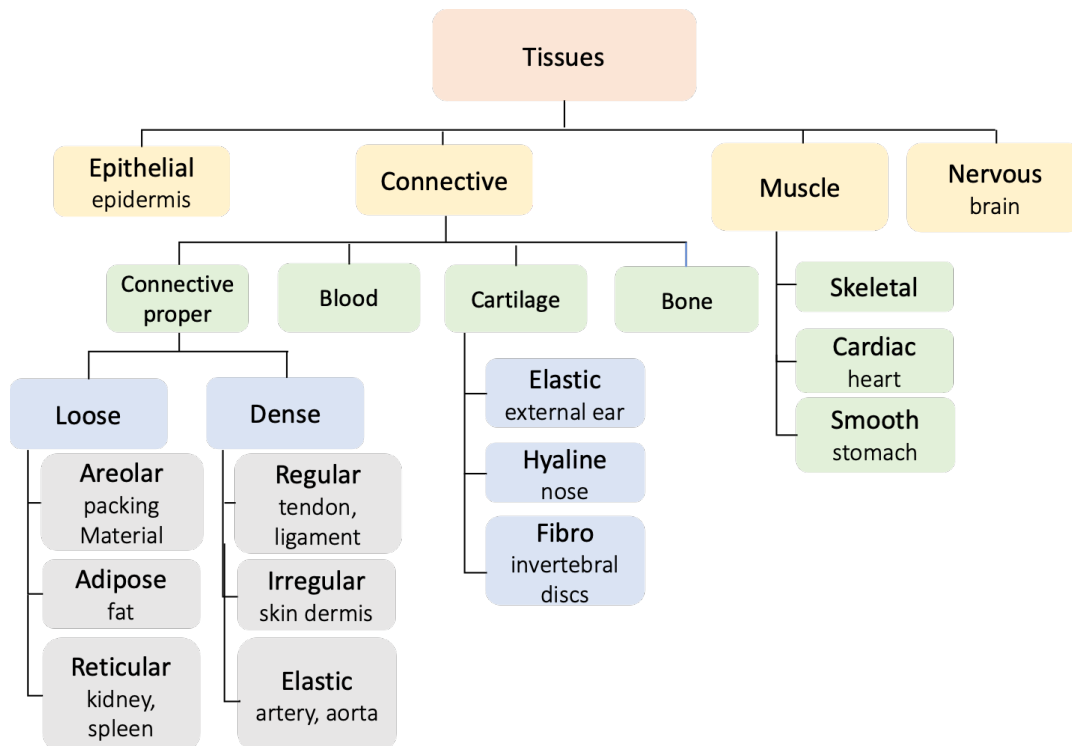 Tissues
Epithelial
epidermis
Connective
Muscle
Nervous
brain
Connective
proper
Blood
Cartilage
Bone
Skeletal
Cardiac
heart
Smooth
stomach
Elastic
external ear
Hyaline
nose
Fibro
invertebral
discs
Loose
Dense
Areolar
packing
Material
Adipose
fat
Reticular
kidney,
spleen
Regular
tendon,
ligament
Irregular
skin dermis
Elastic
artery, aorta